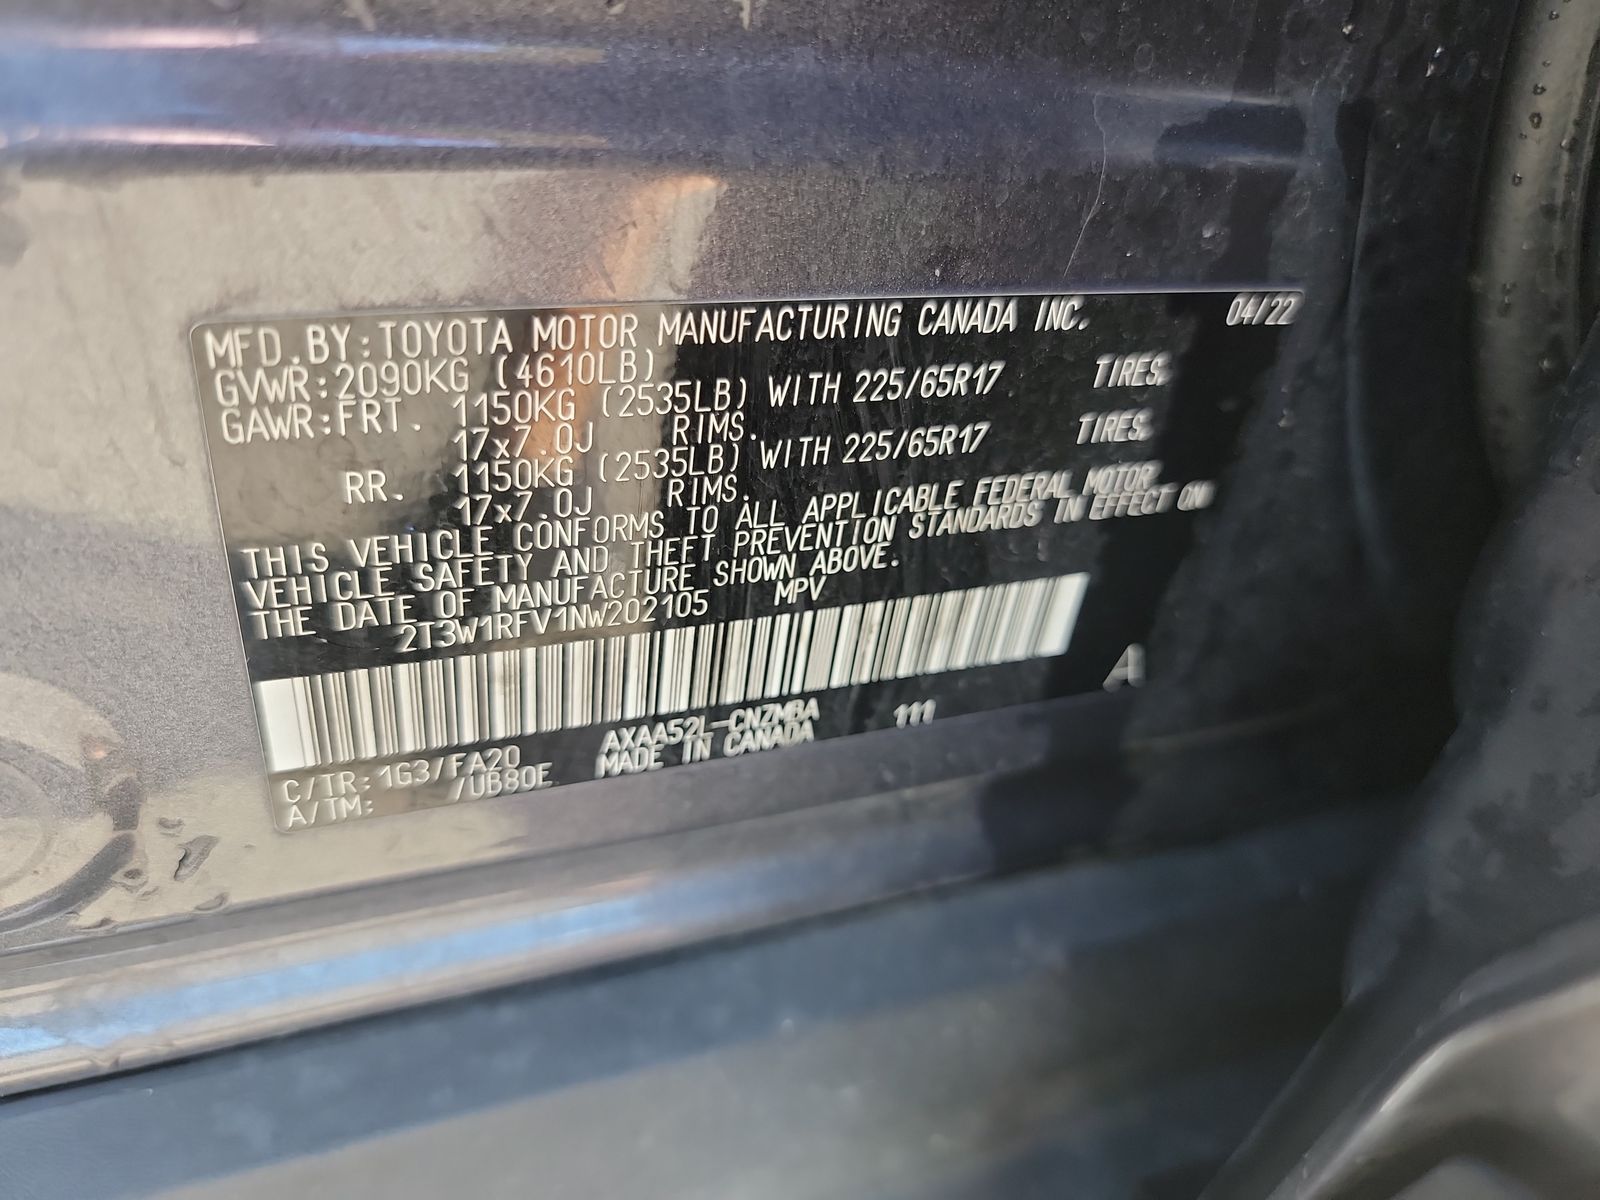 MFD.BY:TOYOTA MOTOR MANUFACTURING CANADA INC. 04/22
GVWR:2090KG (4610LB)
GAWR:FRT. 1150KG (2535LB) WITH 225/65R17 TIRES.
17x7.0J RIMS.
RR. 1150KG (2535LB) WITH 225/65R17 TIRES.
17x7.0J RIMS.
THIS VEHICLE CONFORMS TO ALL APPLICABLE FEDERAL MOTOR
VEHICLE SAFETY AND THEFT PREVENTION STANDARDS IN EFFECT ON
THE DATE OF MANUFACTURE SHOWN ABOVE.
2T3W1RFV1NW202105 MPV
A
AXAA52L-CNZMBA 111
C/TR:1G3/FA20 MADE IN CANADA
A/TM: /UB80E